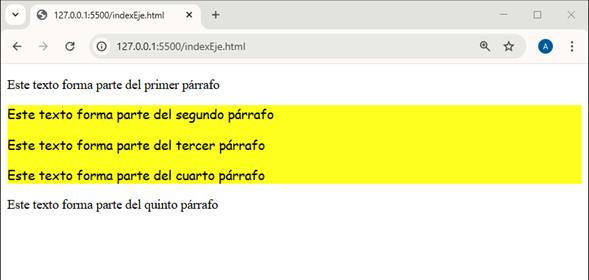 127.0.0.1:5500/indexEje.html
127.0.0.1:5500/indexEje.html
A
Este texto forma parte del primer párrafo
Este texto forma parte del segundo párrafo
Este texto forma parte del tercer párrafo
Este texto forma parte del cuarto párrafo
Este texto forma parte del quinto párrafo